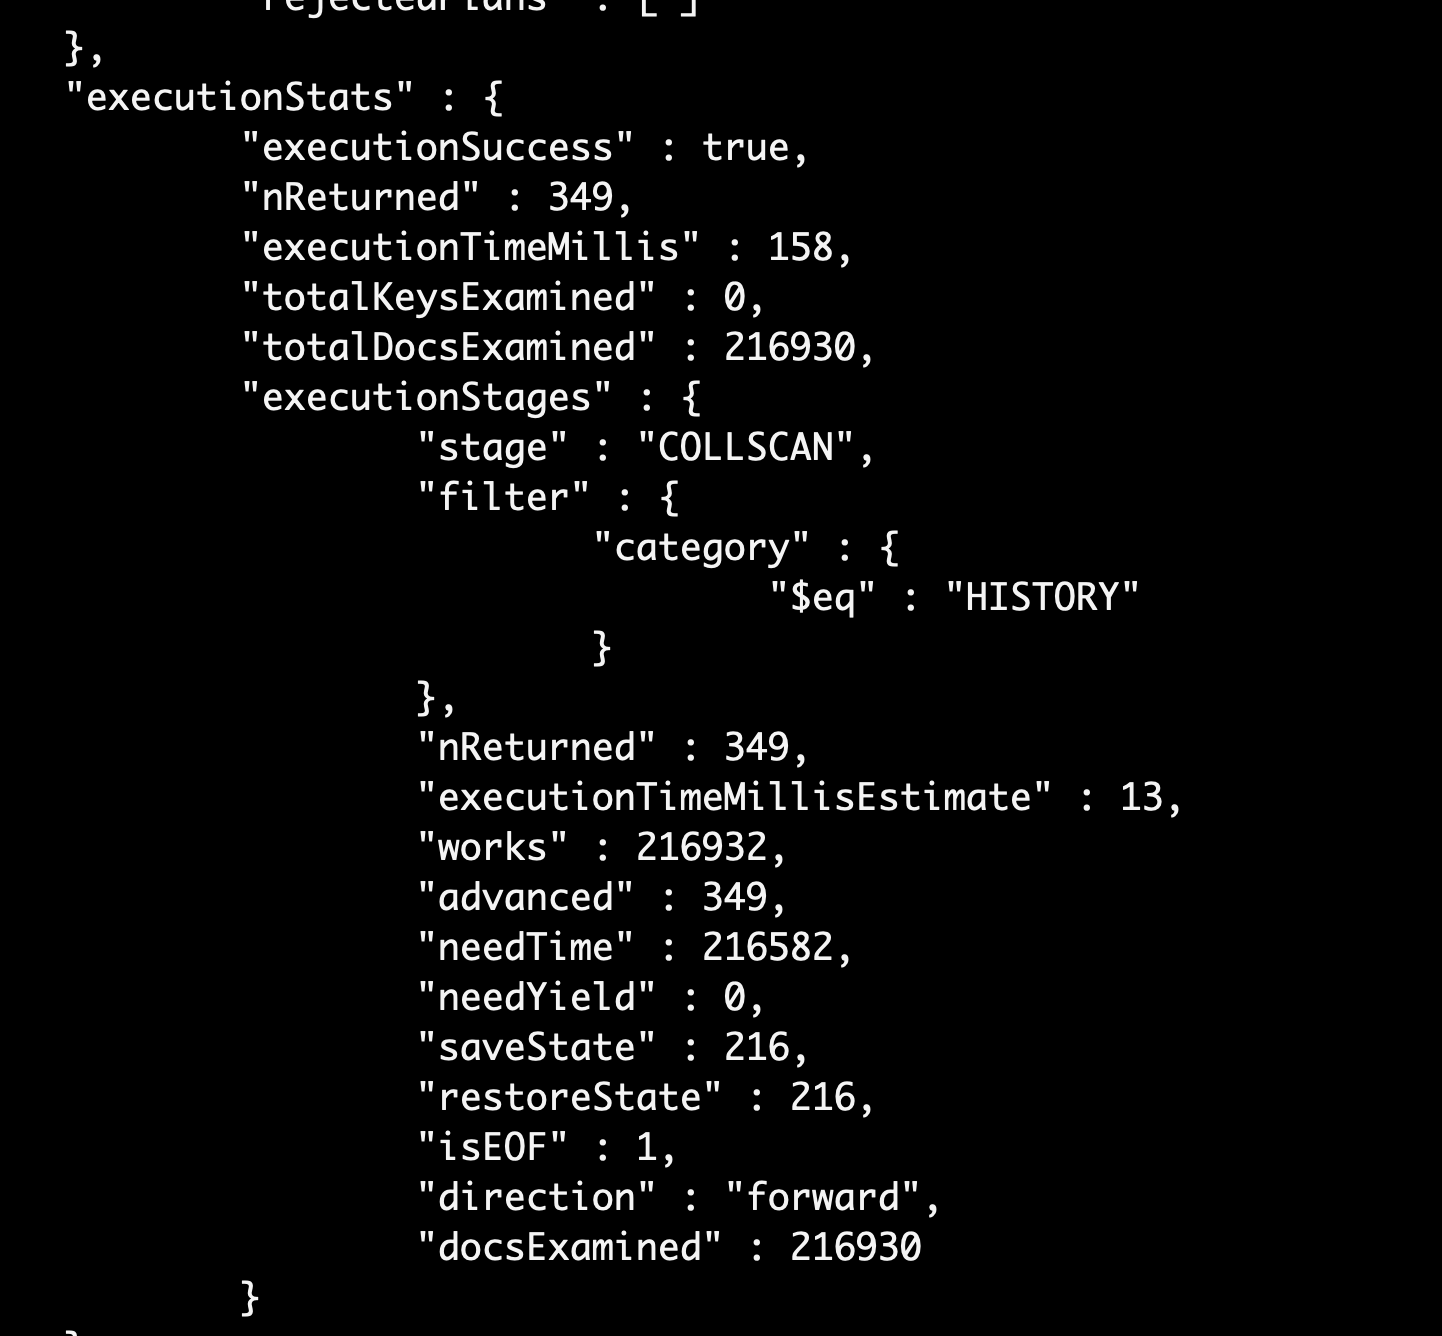 "rejectedPlans" : [ ]
},
"executionStats" : {
"executionSuccess" : true,
"nReturned" : 349,
"executionTimeMillis" : 158,
"totalKeysExamined" : 0,
"totalDocsExamined" : 216930,
"executionStages" : {
"stage" : "COLLSCAN",
"filter" : {
"category" : {
"$eq" : "HISTORY"
}
},
"nReturned" : 349,
"executionTimeMillisEstimate" : 13,
"works" : 216932,
"advanced" : 349,
"needTime" : 216582,
"needYield" : 0,
"saveState" : 216,
"restoreState" : 216,
"isEOF" : 1,
"direction" : "forward",
"docsExamined" : 216930
}
}